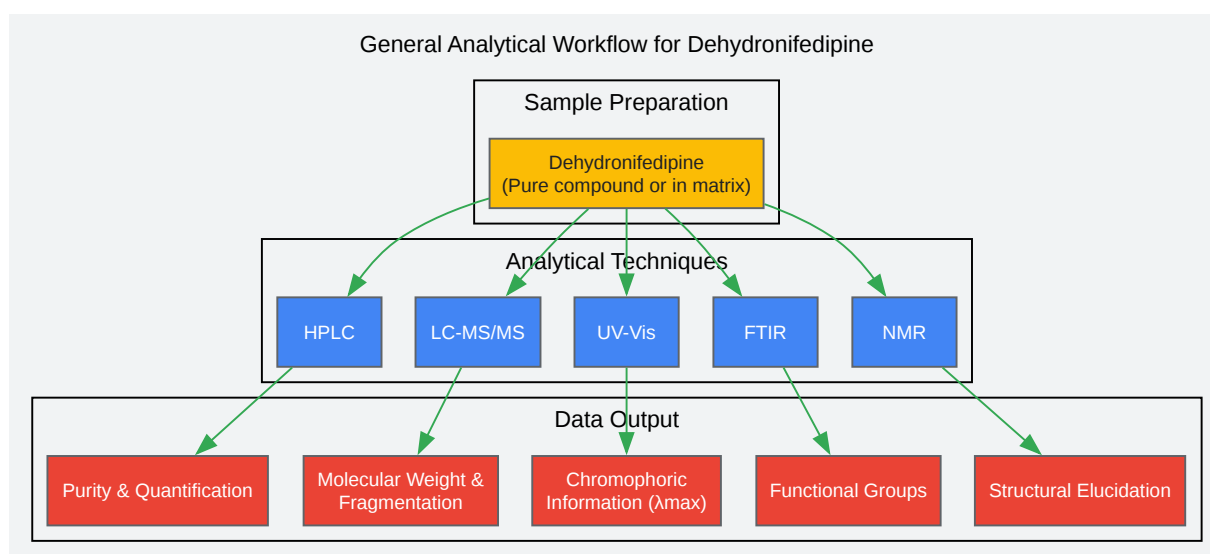 General Analytical Workflow for Dehydronifedipine
Sample Preparation
Dehydronifedipine
(Pure compound or in matrix)
Analytical Techniques
HPLC
LC-MS/MS
UV-Vis
FTIR
NMR
Data Output
Purity & Quantification
Molecular Weight &
Fragmentation
Chromophoric
Information (λmax)
Functional Groups
Structural Elucidation